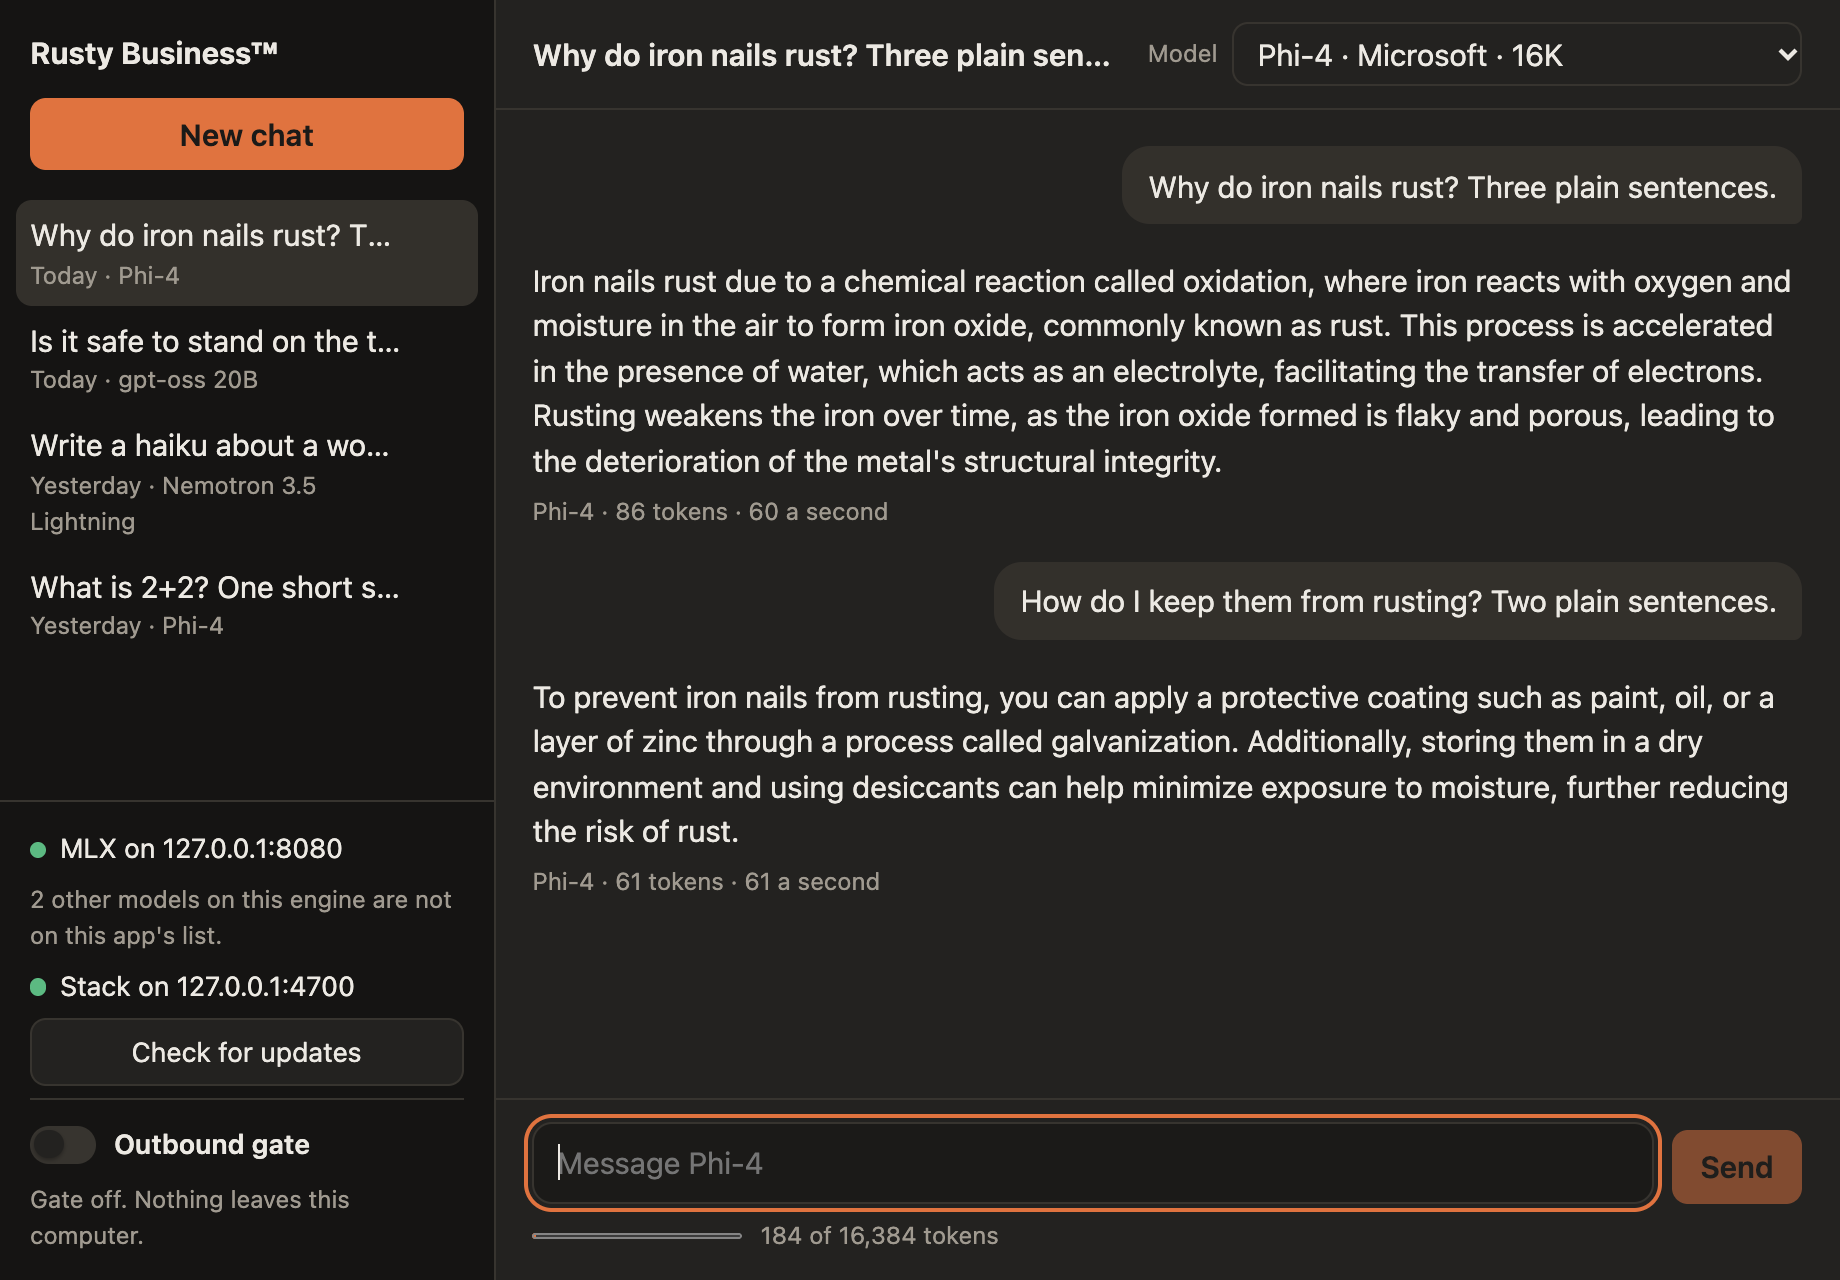 Rusty Business™
New chat
Why do iron nails rust? T...
Today · Phi-4
Is it safe to stand on the t...
Today · gpt-oss 20B
Write a haiku about a wo...
Yesterday · Nemotron 3.5
Lightning
What is 2+2? One short s...
Yesterday · Phi-4
MLX on 127.0.0.1:8080
2 other models on this engine are not
on this app's list.
Stack on 127.0.0.1:4700
Check for updates
Outbound gate
Gate off. Nothing leaves this
computer.
Why do iron nails rust? Three plain sen...
Model
Phi-4 · Microsoft · 16K
Why do iron nails rust? Three plain sentences.
Iron nails rust due to a chemical reaction called oxidation, where iron reacts with oxygen and
moisture in the air to form iron oxide, commonly known as rust. This process is accelerated
in the presence of water, which acts as an electrolyte, facilitating the transfer of electrons.
Rusting weakens the iron over time, as the iron oxide formed is flaky and porous, leading to
the deterioration of the metal's structural integrity.
Phi-4 · 86 tokens · 60 a second
How do I keep them from rusting? Two plain sentences.
To prevent iron nails from rusting, you can apply a protective coating such as paint, oil, or a
layer of zinc through a process called galvanization. Additionally, storing them in a dry
environment and using desiccants can help minimize exposure to moisture, further reducing
the risk of rust.
Phi-4 · 61 tokens · 61 a second
Message Phi-4
Send
184 of 16,384 tokens